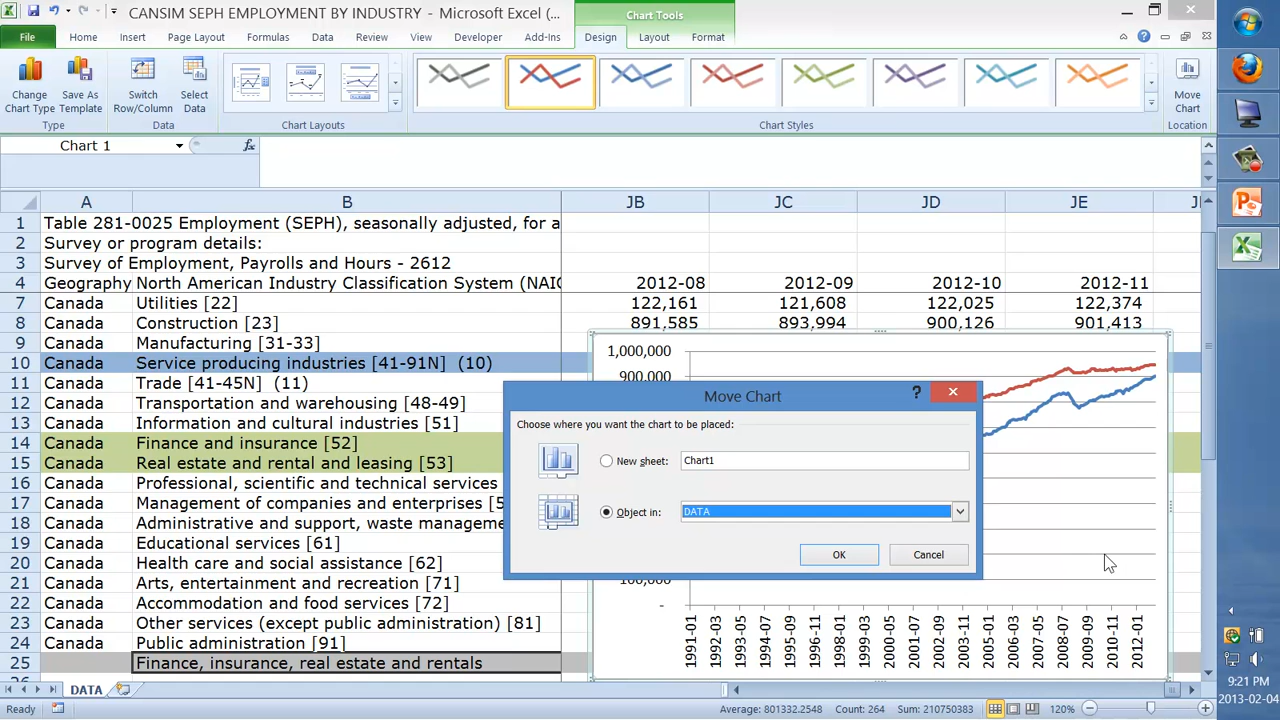 CANSIM SEPH EMPLOYMENT BY INDUSTRY - Microsoft Excel (...
Chart Tools
File Home Insert Page Layout Formulas Data Review View Developer Add-Ins Design Layout Format
Change Chart Type
Save As Template
Switch Row/Column
Select Data
Move Chart
Type Data Chart Layouts Chart Styles Location
Chart 1 fx
A B JB JC JD JE
1 Table 281-0025 Employment (SEPH), seasonally adjusted, for a
2 Survey or program details:
3 Survey of Employment, Payrolls and Hours - 2612
4 Geography North American Industry Classification System (NAIC 2012-08 2012-09 2012-10 2012-11
7 Canada Utilities [22] 122,161 121,608 122,025 122,374
8 Canada Construction [23] 891,585 893,994 900,126 901,413
9 Canada Manufacturing [31-33]
10 Canada Service producing industries [41-91N] (10)
11 Canada Trade [41-45N] (11)
12 Canada Transportation and warehousing [48-49]
13 Canada Information and cultural industries [51]
14 Canada Finance and insurance [52]
15 Canada Real estate and rental and leasing [53]
16 Canada Professional, scientific and technical services
17 Canada Management of companies and enterprises [5
18 Canada Administrative and support, waste manageme
19 Canada Educational services [61]
20 Canada Health care and social assistance [62]
21 Canada Arts, entertainment and recreation [71]
22 Canada Accommodation and food services [72]
23 Canada Other services (except public administration) [81]
24 Canada Public administration [91]
25 Finance, insurance, real estate and rentals
1,000,000
900,000
100,000
-
1991-01 1992-03 1993-05 1994-07 1995-09 1996-11 1998-01 1999-03 2000-05 2001-07 2002-09 2003-11 2005-01 2006-03 2007-05 2008-07 2009-09 2010-11 2012-01
Move Chart ?
Choose where you want the chart to be placed:
New sheet: Chart1
Object in: DATA
OK Cancel
DATA
Ready Average: 801332.2548 Count: 264 Sum: 210750383 120%
9:21 PM
2013-02-04